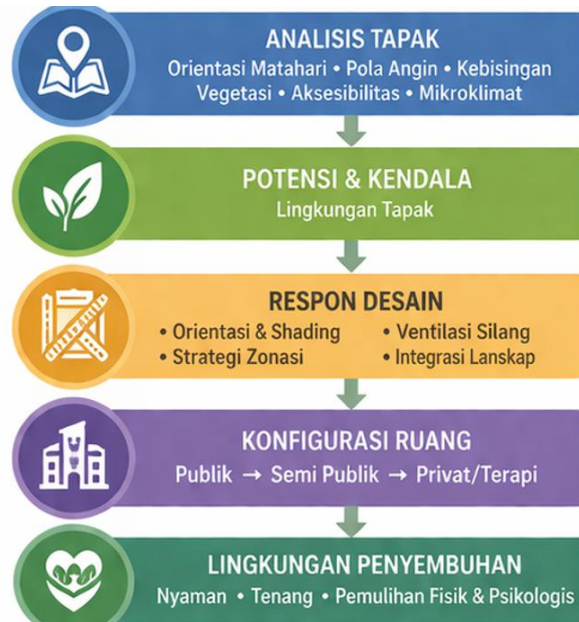 ANALISIS TAPAK
Orientasi Matahari • Pola Angin • Kebisingan
Vegetasi • Aksesibilitas • Mikroklimat
POTENSI & KENDALA
Lingkungan Tapak
RESPON DESAIN
• Orientasi & Shading
• Strategi Zonasi
• Ventilasi Silang
• Integrasi Lanskap
KONFIGURASI RUANG
Publik → Semi Publik → Privat/Terapi
LINGKUNGAN PENYEMBUHAN
Nyaman • Tenang • Pemulihan Fisik & Psikologis